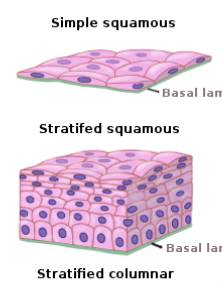 Simple squamous
Basal lam
Stratifed squamous
Basal lam
Stratified columnar